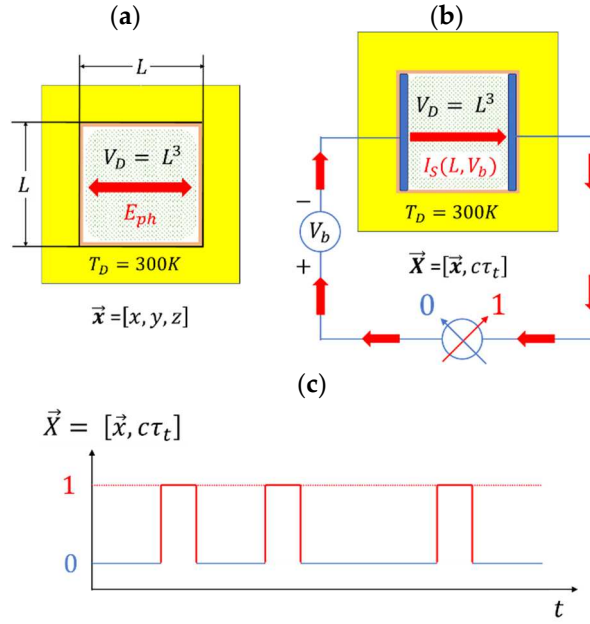 (a)
L
L
V_D = L^3
E_ph
T_D = 300K
x⃗ =[x, y, z]
(b)
V_D = L^3
I_S(L, V_b)
T_D = 300K
−
V_b
+
X⃗ =[x⃗, cτ_t]
0 1
(c)
X⃗ = [x⃗, cτ_t]
1
0
t